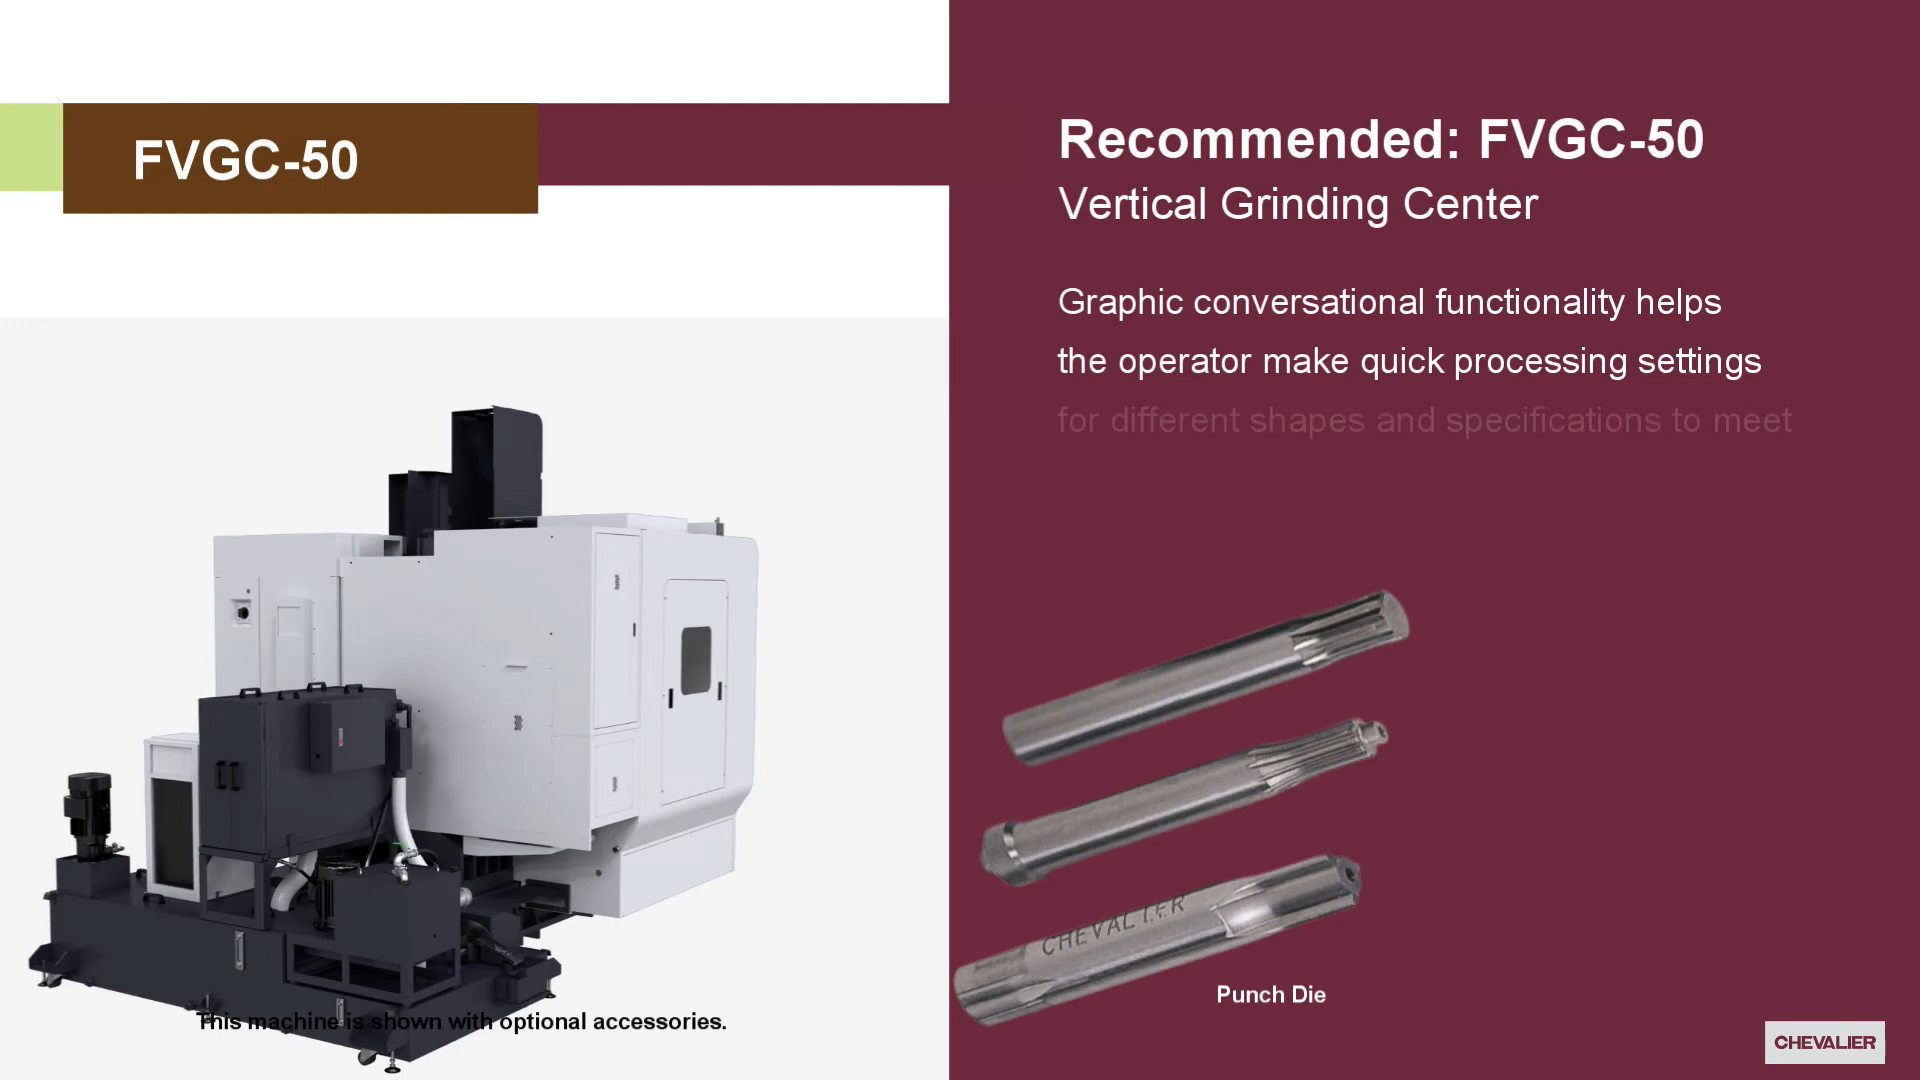 FVGC-50
Recommended: FVGC-50
Vertical Grinding Center
Graphic conversational functionality helps
the operator make quick processing settings
for different shapes and specifications to meet
CHEVALIER
Punch Die
This machine is shown with optional accessories.
CHEVALIER